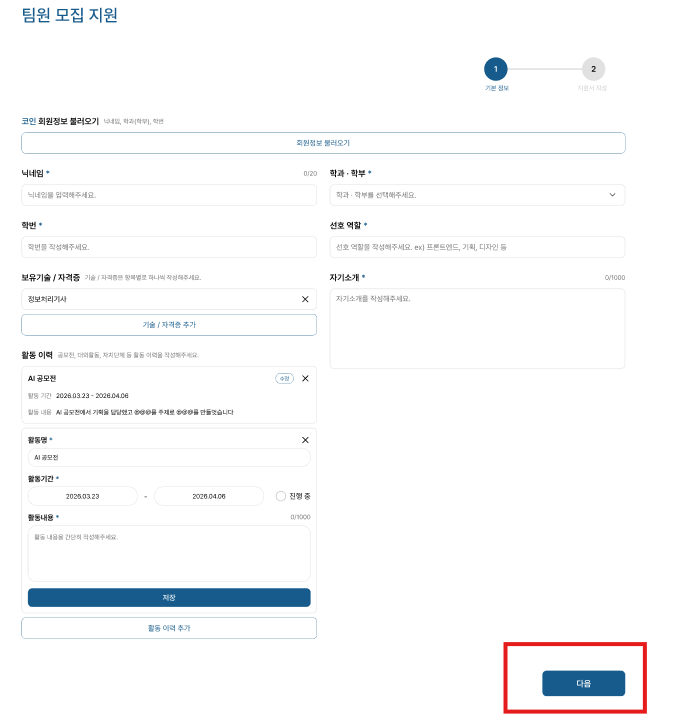 팀원 모집 지원
1
2
기본 정보
지원서 작성
코인 회원정보 불러오기 닉네임, 학과(학부), 학번
회원정보 불러오기
닉네임 *
0/20
닉네임을 입력해주세요.
학과 · 학부 *
학과 · 학부를 선택해주세요.
학번 *
학번을 작성해주세요.
선호 역할 *
선호 역할을 작성해주세요. ex) 프론트엔드, 기획, 디자인 등
보유기술 / 자격증 기술 / 자격증은 항목별로 하나씩 작성해주세요.
정보처리기사
기술 / 자격증 추가
자기소개 *
0/1000
자기소개를 작성해주세요.
활동 이력 공모전, 대외활동, 자치단체 등 활동 이력을 작성해주세요.
AI 공모전
수정
활동 기간 2026.03.23 - 2026.04.06
활동 내용 AI 공모전에서 기획을 담당했고 @@@를 주제로 @@@를 만들엇습니다
활동명 *
AI 공모전
활동기간 *
2026.03.23 - 2026.04.06 진행 중
활동내용 *
0/1000
활동 내용을 간단히 작성해주세요.
저장
활동 이력 추가
다음